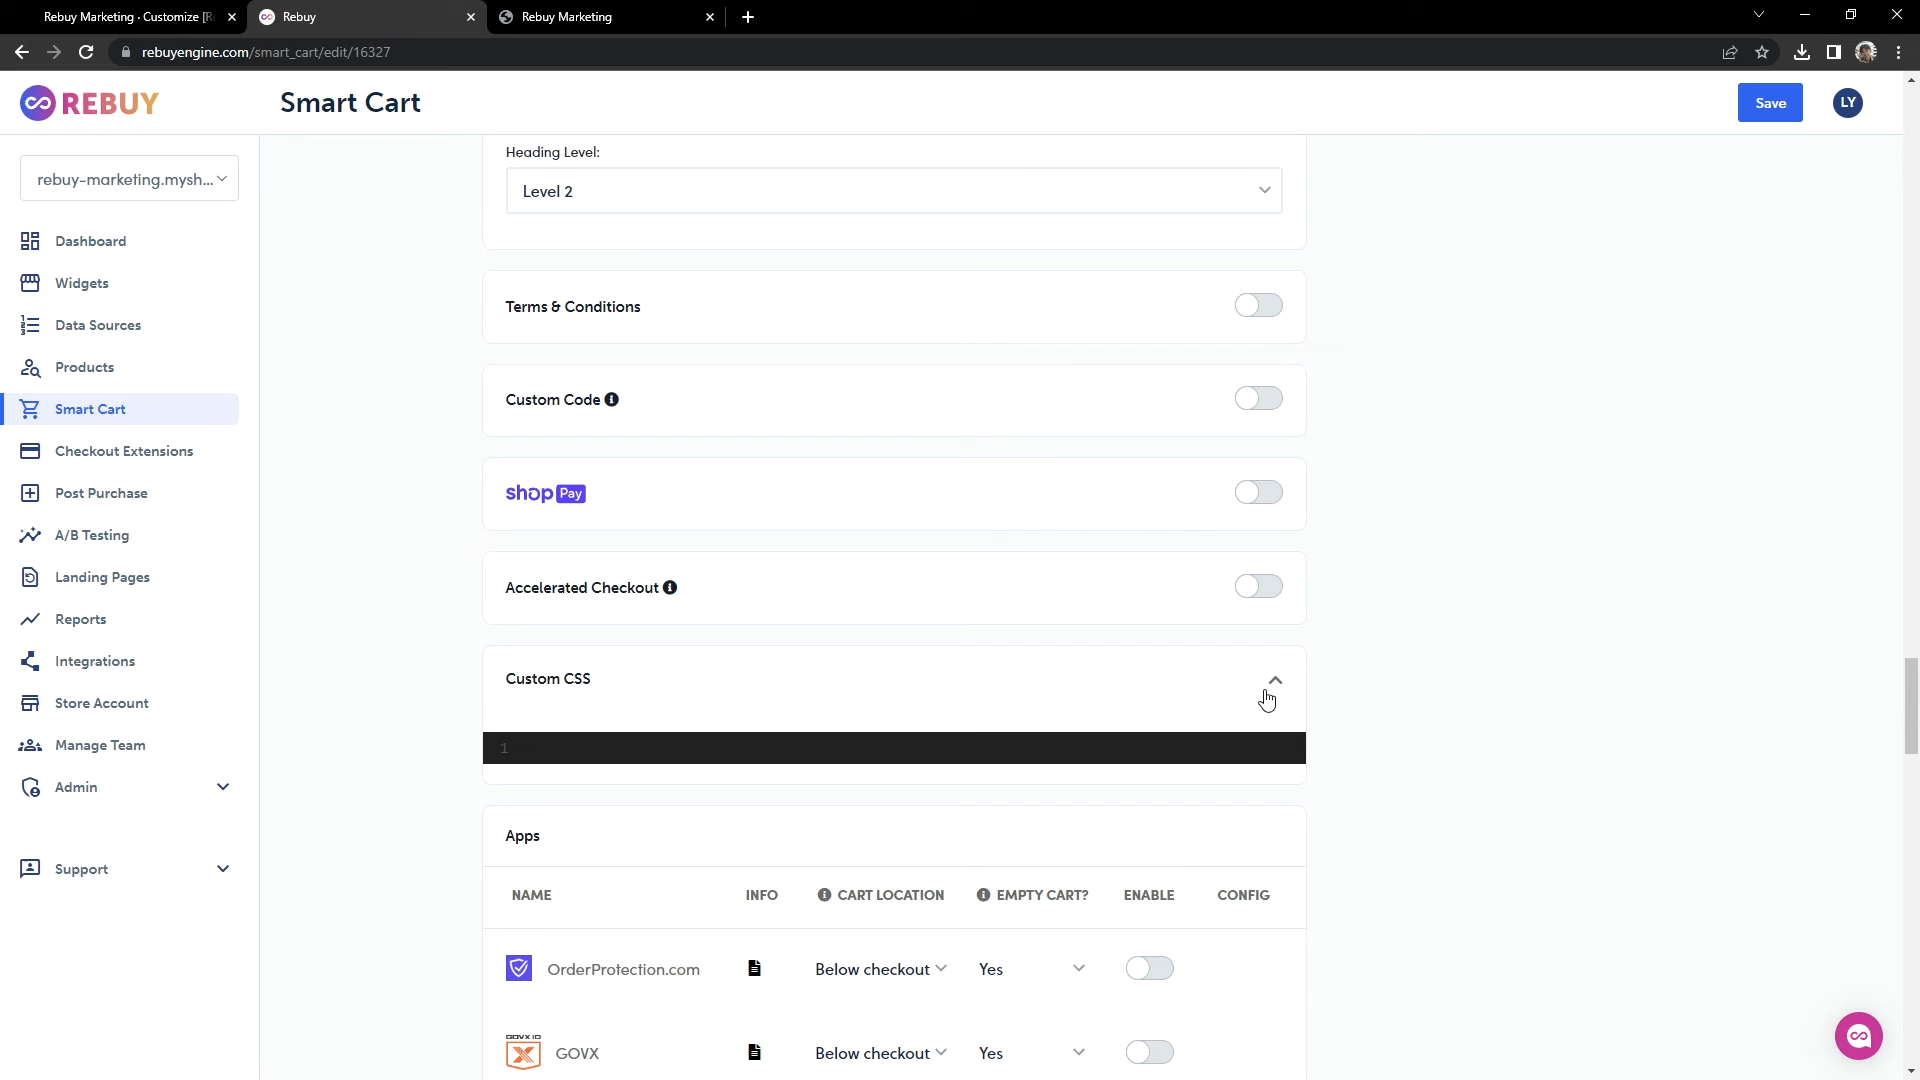 Rebuy Marketing · Customize [R
Rebuy
Rebuy Marketing
rebuyengine.com/smart_cart/edit/16327
REBUY
Smart Cart
Save
LY
rebuy-marketing.mysh...
Dashboard
Widgets
Data Sources
Products
Smart Cart
Checkout Extensions
Post Purchase
A/B Testing
Landing Pages
Reports
Integrations
Store Account
Manage Team
Admin
Support
Heading Level:
Level 2
Terms & Conditions
Custom Code
shop Pay
Accelerated Checkout
Custom CSS
1
Apps
NAME INFO CART LOCATION EMPTY CART? ENABLE CONFIG
OrderProtection.com Below checkout Yes
GOVX IO GOVX Below checkout Yes